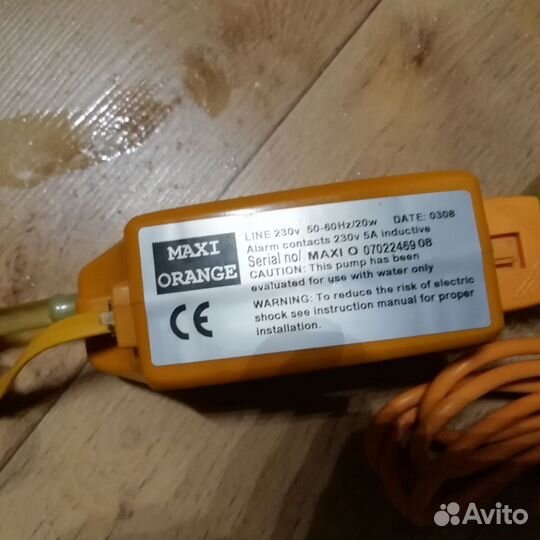 MAXI
ORANGE
LINE 230v 50-60Hz/20w DATE: 0308
Alarm contacts 230v 5A inductive
Serial no/ MAXI O 07022469 08
CAUTION: This pump has been
evaluated for use with water only
WARNING: To reduce the risk of electric
shock see instruction manual for proper
installation.
CE
Avito